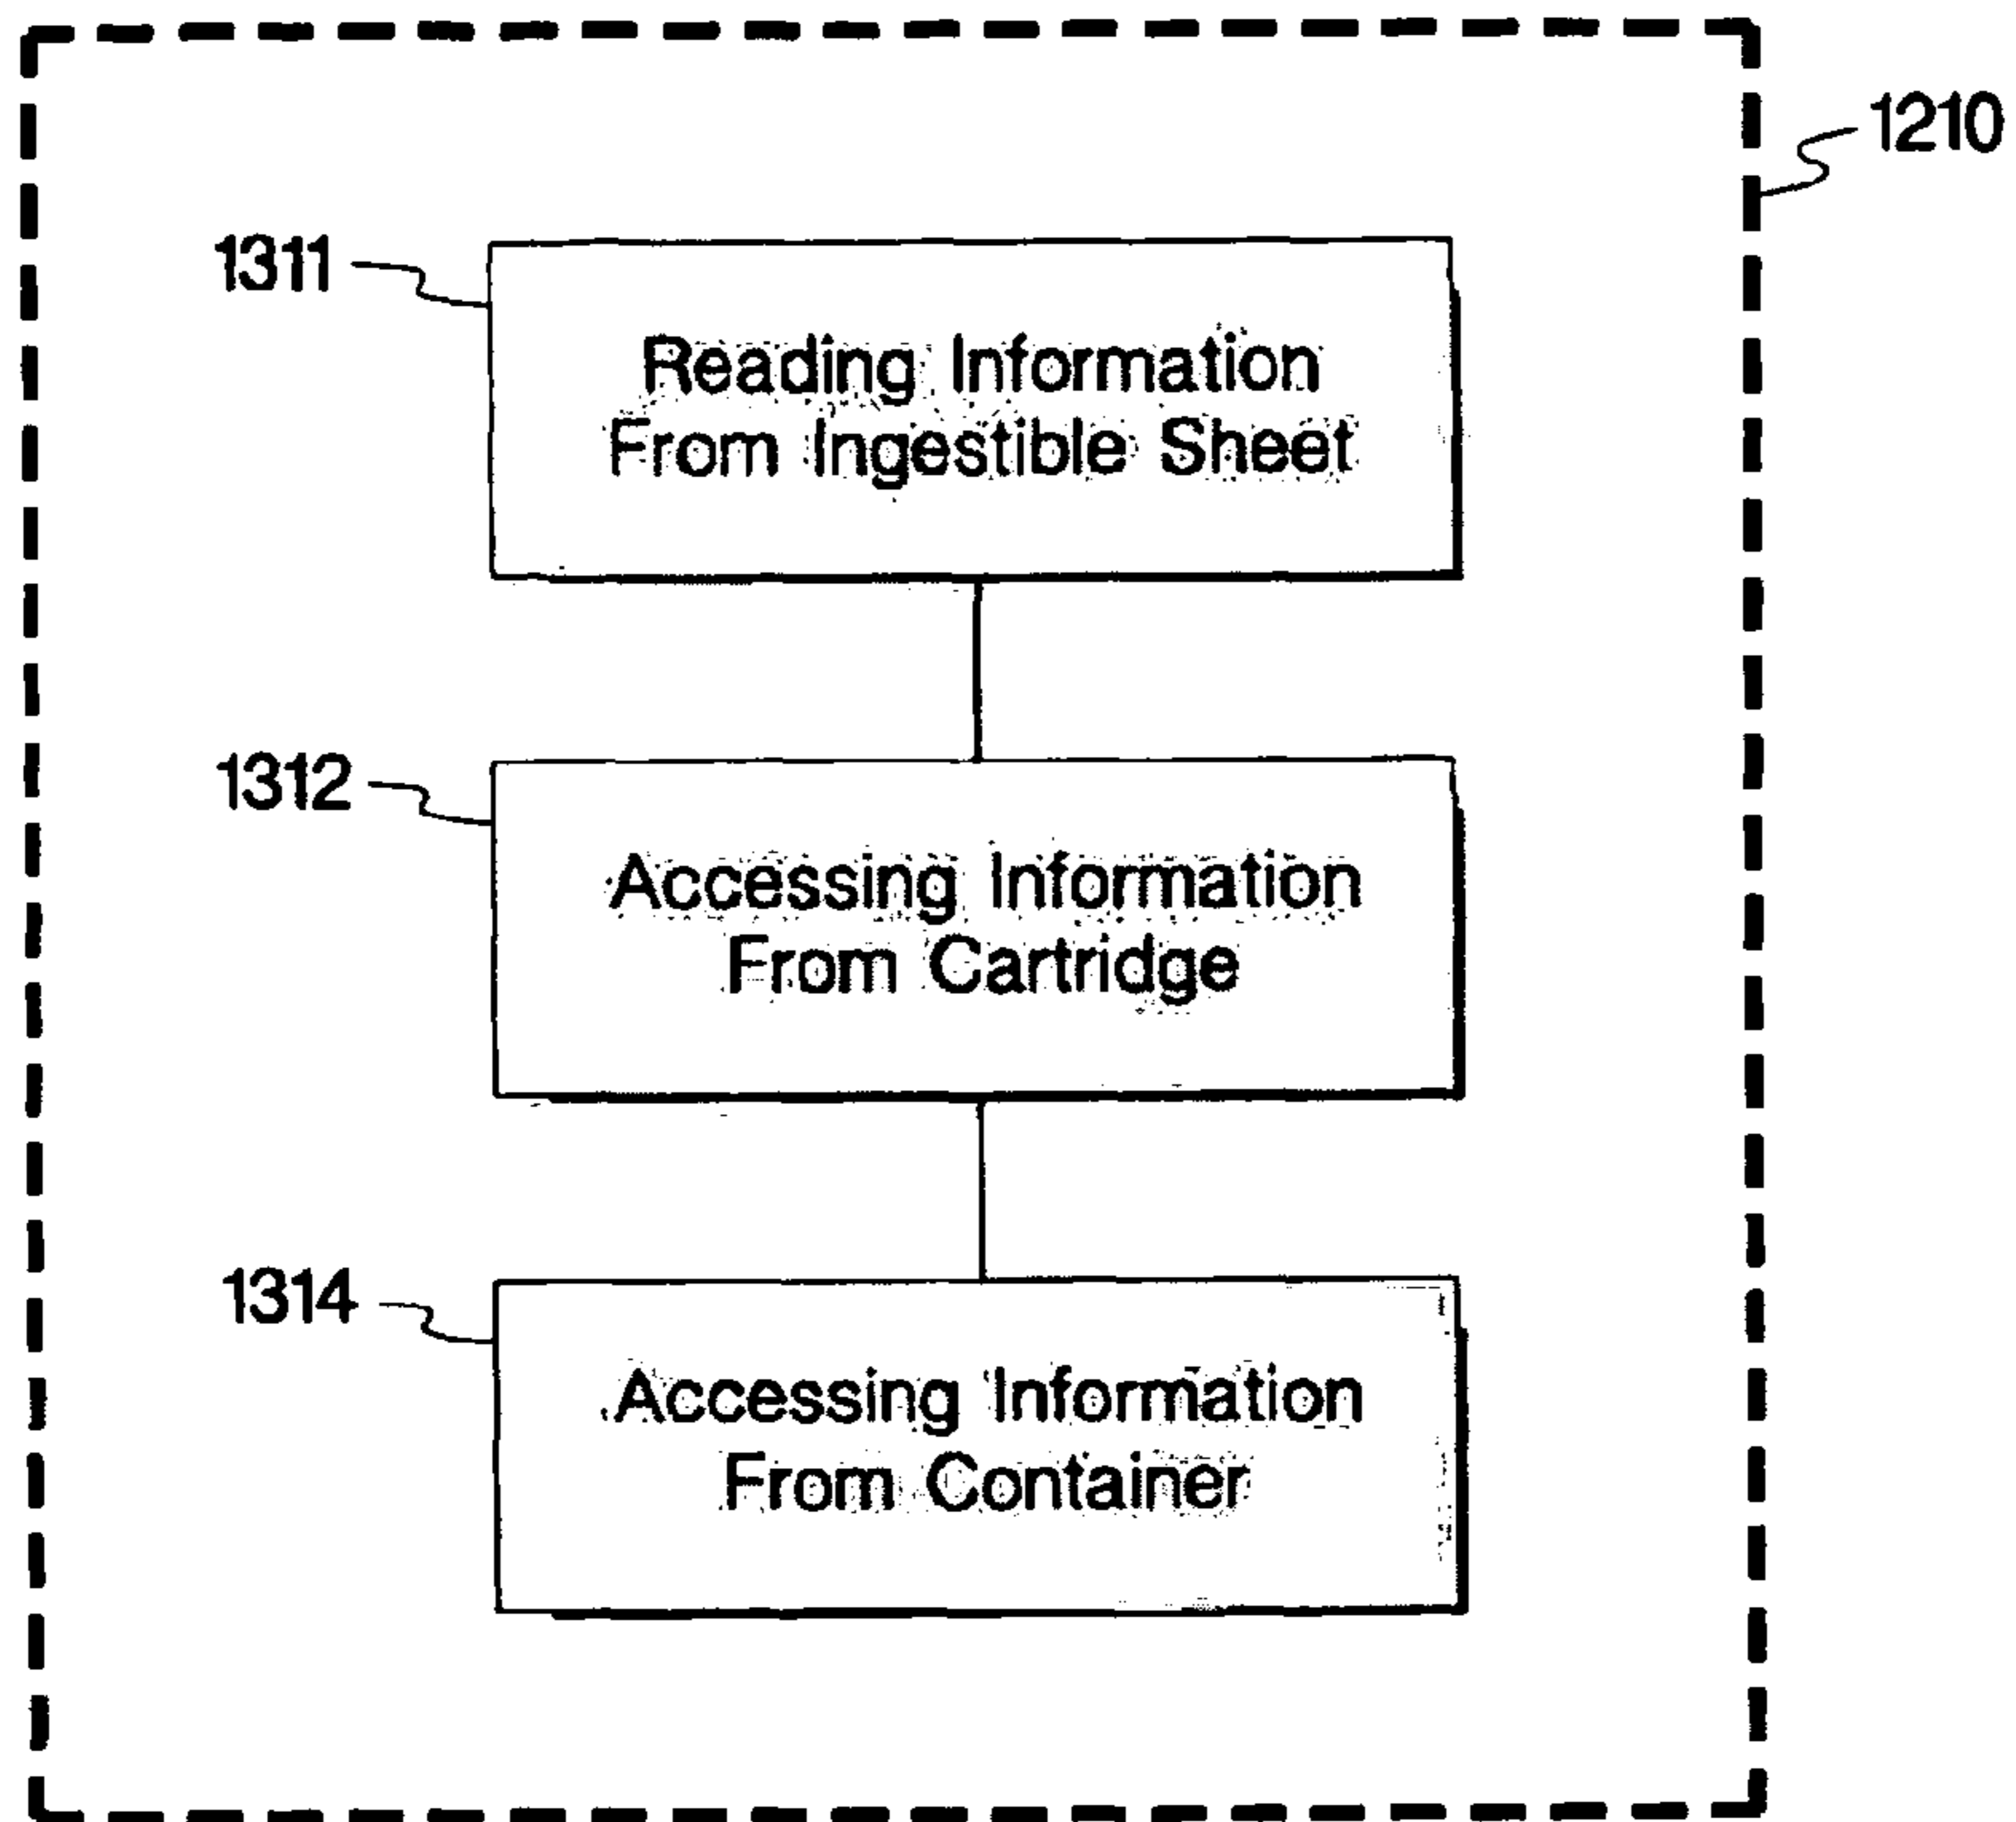 1210
1311
Reading Information
From Ingestible Sheet
1312
Accessing Information
From Cartridge
1314
Accessing Information
From Container